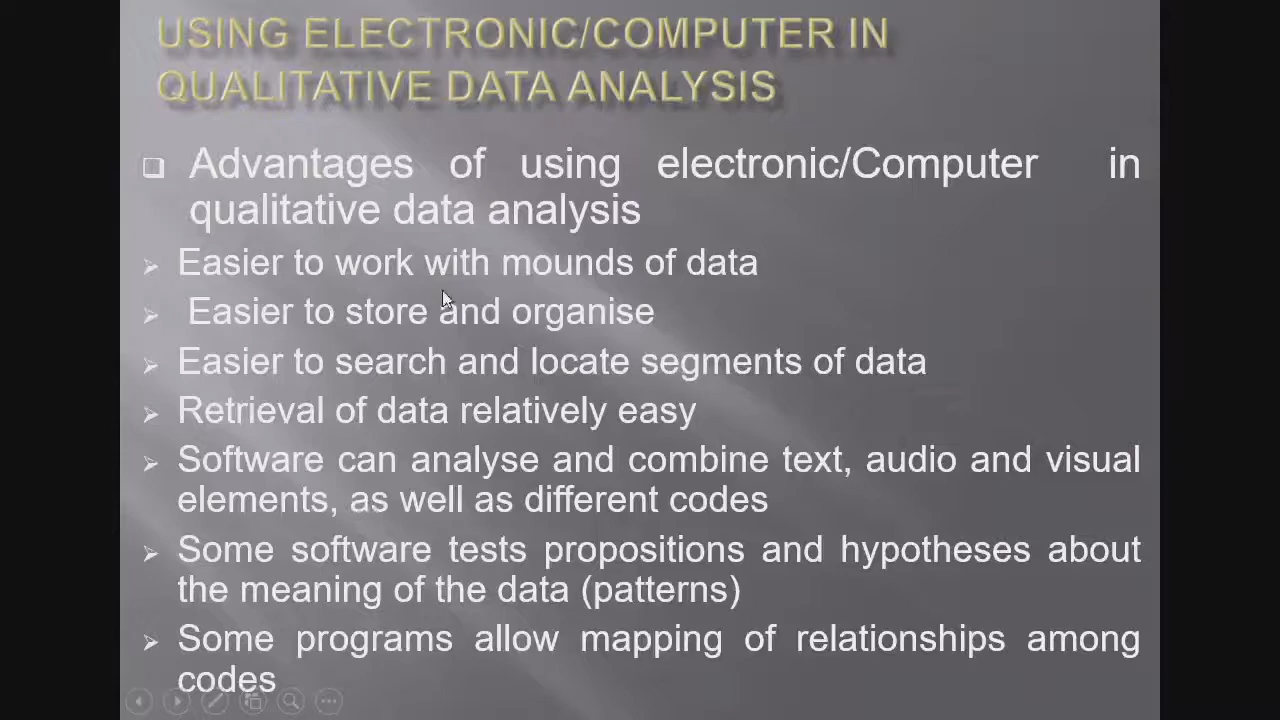 USING ELECTRONIC/COMPUTER IN
QUALITATIVE DATA ANALYSIS
Advantages of using electronic/Computer in
qualitative data analysis
Easier to work with mounds of data
Easier to store and organise
Easier to search and locate segments of data
Retrieval of data relatively easy
Software can analyse and combine text, audio and visual
elements, as well as different codes
Some software tests propositions and hypotheses about
the meaning of the data (patterns)
Some programs allow mapping of relationships among
codes